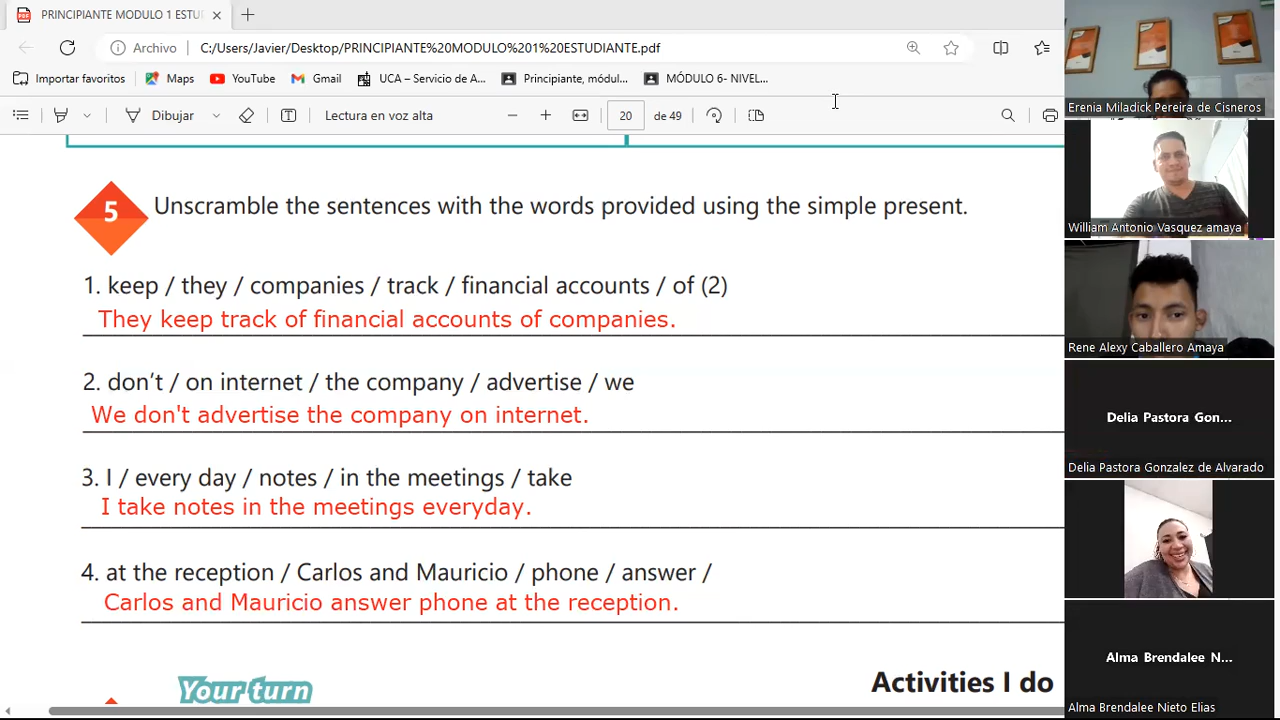 PRINCIPIANTE MODULO 1 ESTU
Archivo C:/Users/Javier/Desktop/PRINCIPIANTE%20MODULO%201%20ESTUDIANTE.pdf
Importar favoritos Maps YouTube Gmail UCA – Servicio de A... Principiante, módul... MÓDULO 6- NIVEL...
Dibujar Lectura en voz alta 20 de 49
5 Unscramble the sentences with the words provided using the simple present.
1. keep / they / companies / track / financial accounts / of (2)
They keep track of financial accounts of companies.
2. don't / on internet / the company / advertise / we
We don't advertise the company on internet.
3. I / every day / notes / in the meetings / take
I take notes in the meetings everyday.
4. at the reception / Carlos and Mauricio / phone / answer /
Carlos and Mauricio answer phone at the reception.
Your turn
Activities I do
Erenia Miladick Pereira de Cisneros
William Antonio Vasquez amaya
Rene Alexy Caballero Amaya
Delia Pastora Gon...
Delia Pastora Gonzalez de Alvarado
Alma Brendalee N...
Alma Brendalee Nieto Elias